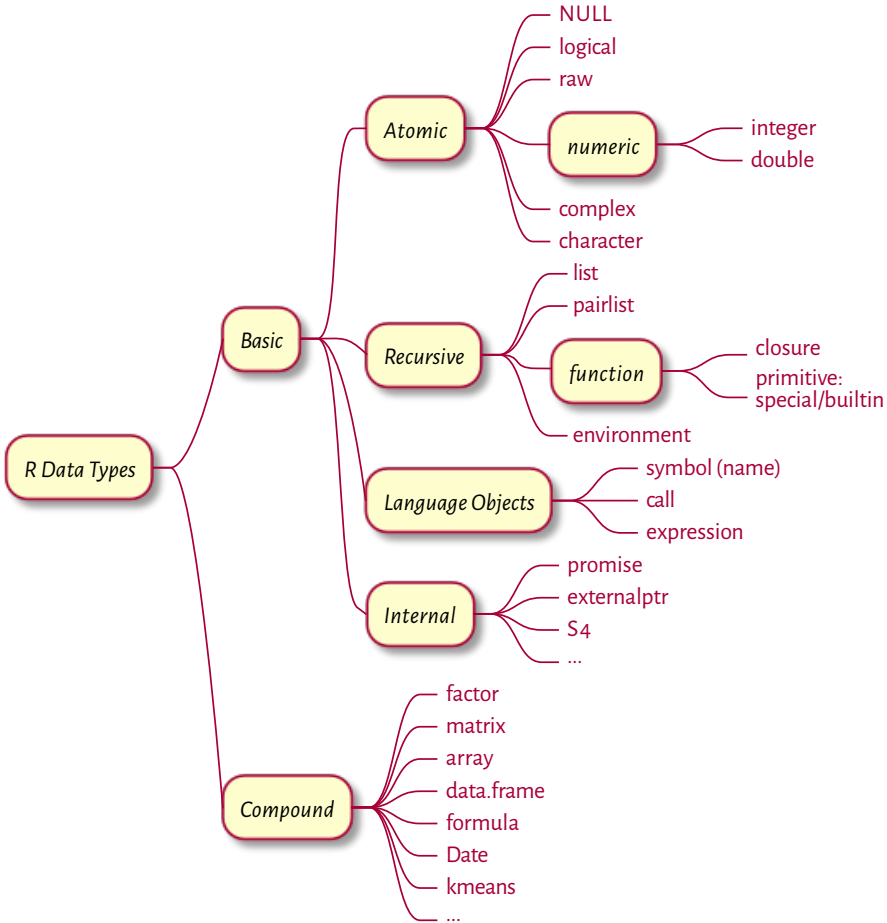 NULL
logical
raw
Atomic
numeric
integer
double
complex
character
list
pairlist
Basic
Recursive
function
closure
primitive:
special/builtin
environment
R Data Types
Language Objects
symbol (name)
call
expression
promise
Internal
externalptr
S4
...
factor
matrix
array
data.frame
Compound
formula
Date
kmeans
...